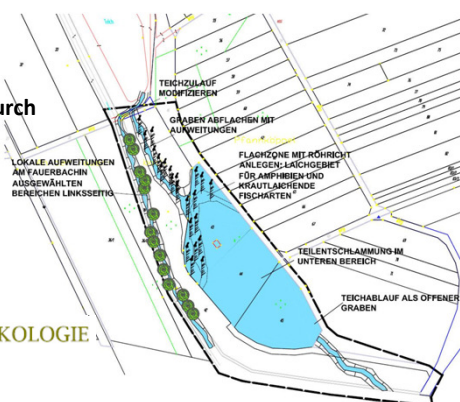 TEICHZULAUF
MODIFIZIEREN
urch
GRABEN ABFLACHEN MIT
AUFWEITUNGEN
LOKALE AUFWEITUNGEN
AM FAUERBACHIN
AUSGEWÄHLTEN
BEREICHEN LINKSSEITIG
FLACHZONE MIT RÖHRICHT
ANLEGEN; LAICHGEBIET
FÜR AMPHIBIEN UND
KRAUTLAICHENDE
FISCHARTEN
TEILENTSCHLAMMUNG IM
UNTEREN BEREICH
TEICHABLAUF ALS OFFENER
GRABEN
KOLOGIE